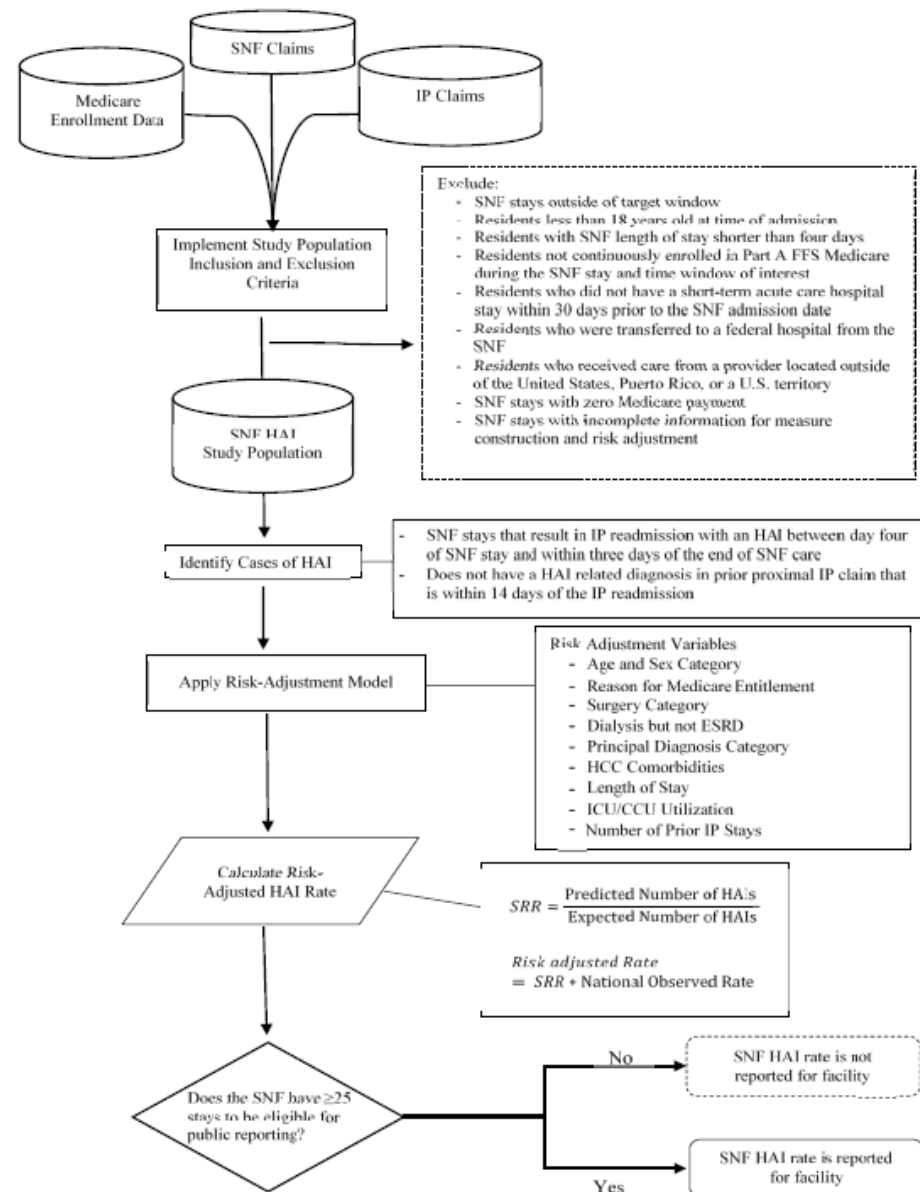 SNF Claims
Medicare
Enrollment Data
IP Claims
Implement Study Population
Inclusion and Exclusion
Criteria
Exclude:
- SNF stays outside of target window
- Residents less than 18 years old at time of admission
- Residents with SNF length of stay shorter than four days
- Residents not continuously enrolled in Part A FFS Medicare
during the SNF stay and time window of interest
- Residents who did not have a short-term acute care hospital
stay within 30 days prior to the SNF admission date
- Residents who were transferred to a federal hospital from the
SNF
- Residents who received care from a provider located outside
of the United States, Puerto Rico, or a U.S. territory
- SNF stays with zero Medicare payment
- SNF stays with incomplete information for measure
construction and risk adjustment
SNF HAI
Study Population
Identify Cases of HAI
- SNF stays that result in IP readmission with an HAI between day four
of SNF stay and within three days of the end of SNF care
- Does not have a HAI related diagnosis in prior proximal IP claim that
is within 14 days of the IP readmission
Apply Risk-Adjustment Model
Risk Adjustment Variables
- Age and Sex Category
- Reason for Medicare Entitlement
- Surgery Category
- Dialysis but not ESRD
- Principal Diagnosis Category
- HCC Comorbidities
- Length of Stay
- ICU/CCU Utilization
- Number of Prior IP Stays
Calculate Risk-
Adjusted HAI Rate
SRR = Predicted Number of HAIs
Expected Number of HAIs
Risk adjusted Rate
= SRR * National Observed Rate
Does the SNF have ≥25
stays to be eligible for
public reporting?
No
SNF HAI rate is not
reported for facility
Yes
SNF HAI rate is reported
for facility